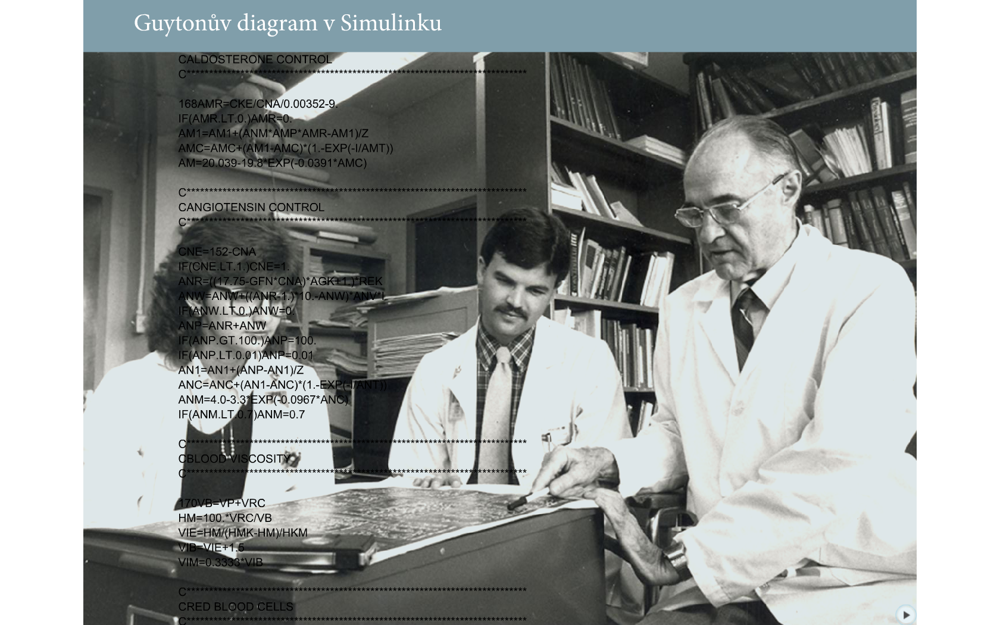 Guytonův diagram v Simulinku
CALDOSTERONE CONTROL
C****************************************************************************
168AMR=CKE/CNA/0.00352-9.
IF(AMR.LT.0.)AMR=0.
AM1=AM1+(ANM*AMP*AMR-AM1)/Z
AMC=AMC+(AM1-AMC)*(1.-EXP(-I/AMT))
AM=20.039-19.8*EXP(-0.0391*AMC)
C****************************************************************************
CANGIOTENSIN CONTROL
C****************************************************************************
CNE=152-CNA
IF(CNE.LT.1.)CNE=1.
ANR=((17.75-GFN*CNA)*AGK+1.)*REK
ANW=ANW+((ANR-1.)*10.-ANW)*ANV*I
IF(ANW.LT.0.)ANW=0.
ANP=ANR+ANW
IF(ANP.GT.100.)ANP=100.
IF(ANP.LT.0.01)ANP=0.01
AN1=AN1+(ANP-AN1)/Z
ANC=ANC+(AN1-ANC)*(1.-EXP(-I/ANT))
ANM=4.0-3.3*EXP(-0.0967*ANC)
IF(ANM.LT.0.7)ANM=0.7
C****************************************************************************
CBLOOD VISCOSITY
C****************************************************************************
170VB=VP+VRC
HM=100.*VRC/VB
VIE=HM/(HMK-HM)/HKM
VIB=VIE+1.5
VIM=0.3333*VIB
C****************************************************************************
CRED BLOOD CELLS
C****************************************************************************